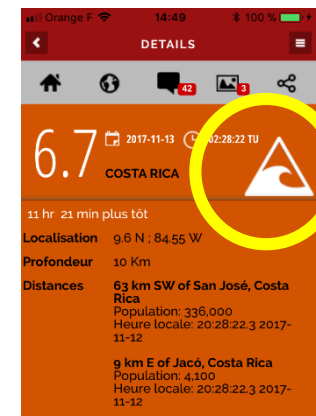 Orange F 14:49 100 %
DETAILS
42 3
6.7 2017-11-13 02:28:22 TU
COSTA RICA
11 hr 21 min plus tôt
Localisation 9.6 N ; 84.55 W
Profondeur 10 Km
Distances 63 km SW of San José, Costa
Rica
Population: 336,000
Heure locale: 20:28:22.3 2017-
11-12
9 km E of Jacó, Costa Rica
Population: 4,100
Heure locale: 20:28:22.3 2017-
11-12